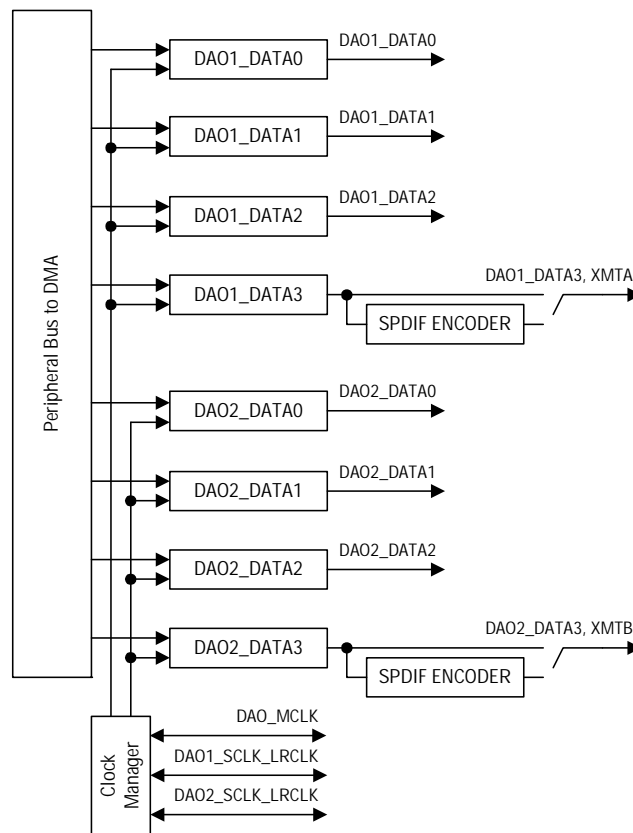 DAO1_DATA0
DAO1_DATA0
DAO1_DATA1
DAO1_DATA1
DAO1_DATA2
DAO1_DATA2
DAO1_DATA3
DAO1_DATA3, XMTA
SPDIF ENCODER
Peripheral Bus to DMA
DAO2_DATA0
DAO2_DATA0
DAO2_DATA1
DAO2_DATA1
DAO2_DATA2
DAO2_DATA2
DAO2_DATA3
DAO2_DATA3, XMTB
SPDIF ENCODER
Clock
Manager
DAO_MCLK
DAO1_SCLK_LRCLK
DAO2_SCLK_LRCLK